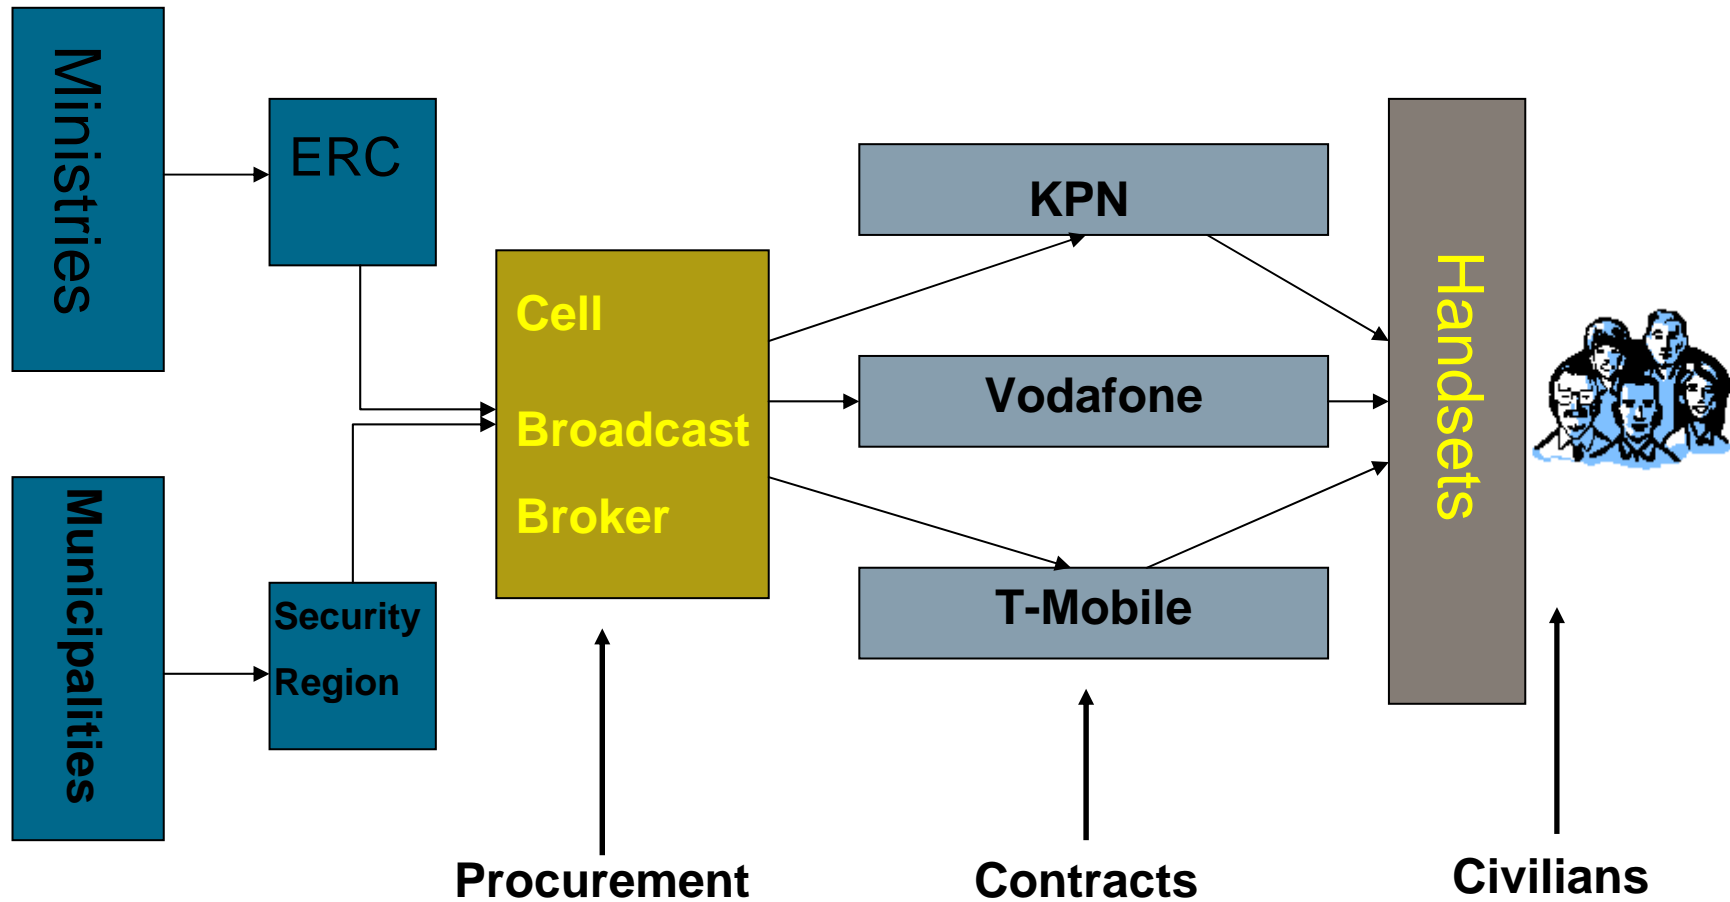 Ministries
ERC
Municipalities
Security
Region
Cell
Broadcast
Broker
KPN
Vodafone
T-Mobile
Handsets
Procurement
Contracts
Civilians